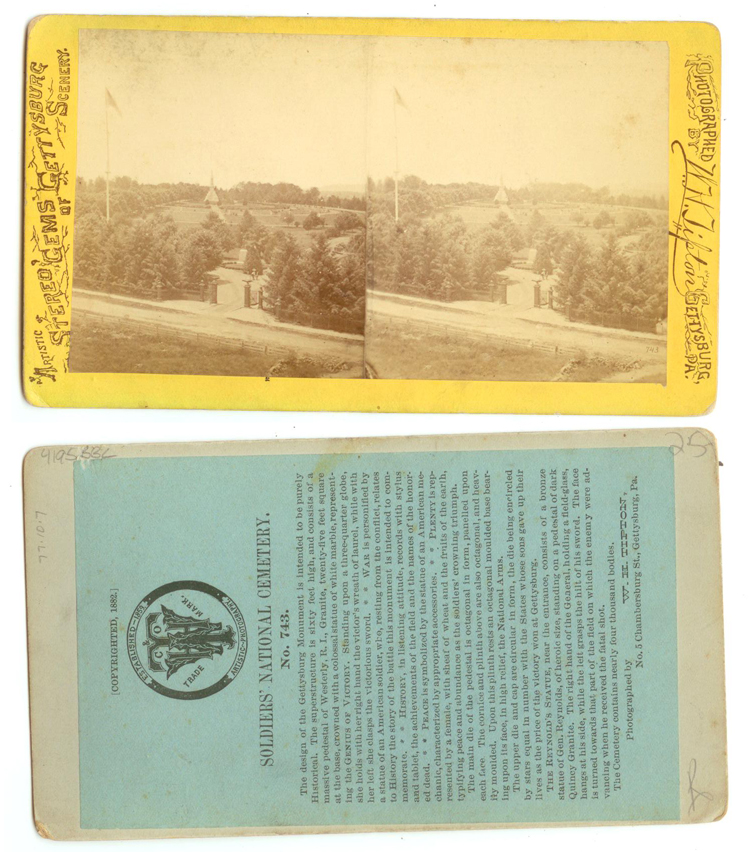 Artistic
Stereo Gems
of
Gettysburg
Scenery.
Photographed
by
W. H. Tipton
Gettysburg,
Pa.
743
4195.33L
25
77.10.7
[COPYRIGHTED, 1882.]
ESTABLISHED—1863.
TRADE
MARK.
ARTISTIC—PHOTOGRAPHY.
SOLDIERS' NATIONAL CEMETERY.
No. 743.
The design of the Gettysburg Monument is intended to be purely
Historical. The superstructure is sixty feet high, and consists of a
massive pedestal of Westerly, R. I., Granite, twenty-five feet square
at the base, crowned with a colossal statue of white marble, represent-
ing the GENIUS OF VICTORY. Standing upon a three-quarter globe,
she holds with her right hand the victor's wreath of laurel, while with
her left she clasps the victorious sword. * * WAR is personified by
a statue of an American soldier, who, resting from the conflict, relates
to History the story of the battle this monument is intended to com-
memorate. * * HISTORY, in listening attitude, records with stylus
and tablet, the achievements of the field and the names of the honor-
ed dead. * * PEACE is symbolized by the statue of an American me-
chanic, characterized by appropriate accessories. * * PLENTY is rep-
resented by a female, with sheaf of wheat and the fruits of the earth,
typifying peace and abundance as the soldiers' crowning triumph.
The main die of the pedestal is octagonal in form, panelled upon
each face. The cornice and plinth above are also octagonal, and heav-
ily moulded. Upon this plinth rests an octagonal moulded base bear-
ing upon its face, in high relief, the National Arms.
The upper die and cap are circular in form, the die being encircled
by stars equal in number with the States whose sons gave up their
lives as the price of the victory won at Gettysburg.
THE REYNOLD'S STATUE, near the entrance, consists of a bronze
statue of Gen. Reynolds, of heroic size, standing on a pedestal of dark
Quincy Granite. The right hand of the General, holding a field-glass,
hangs at his side, while the left grasps the hilt of his sword. The face
is turned towards that part of the field on which the enemy were ad-
vancing when he received the fatal shot.
The Cemetery contains nearly four thousand bodies.
Photographed by W. H. TIPTON,
No. 5 Chambersburg St., Gettysburg, Pa.